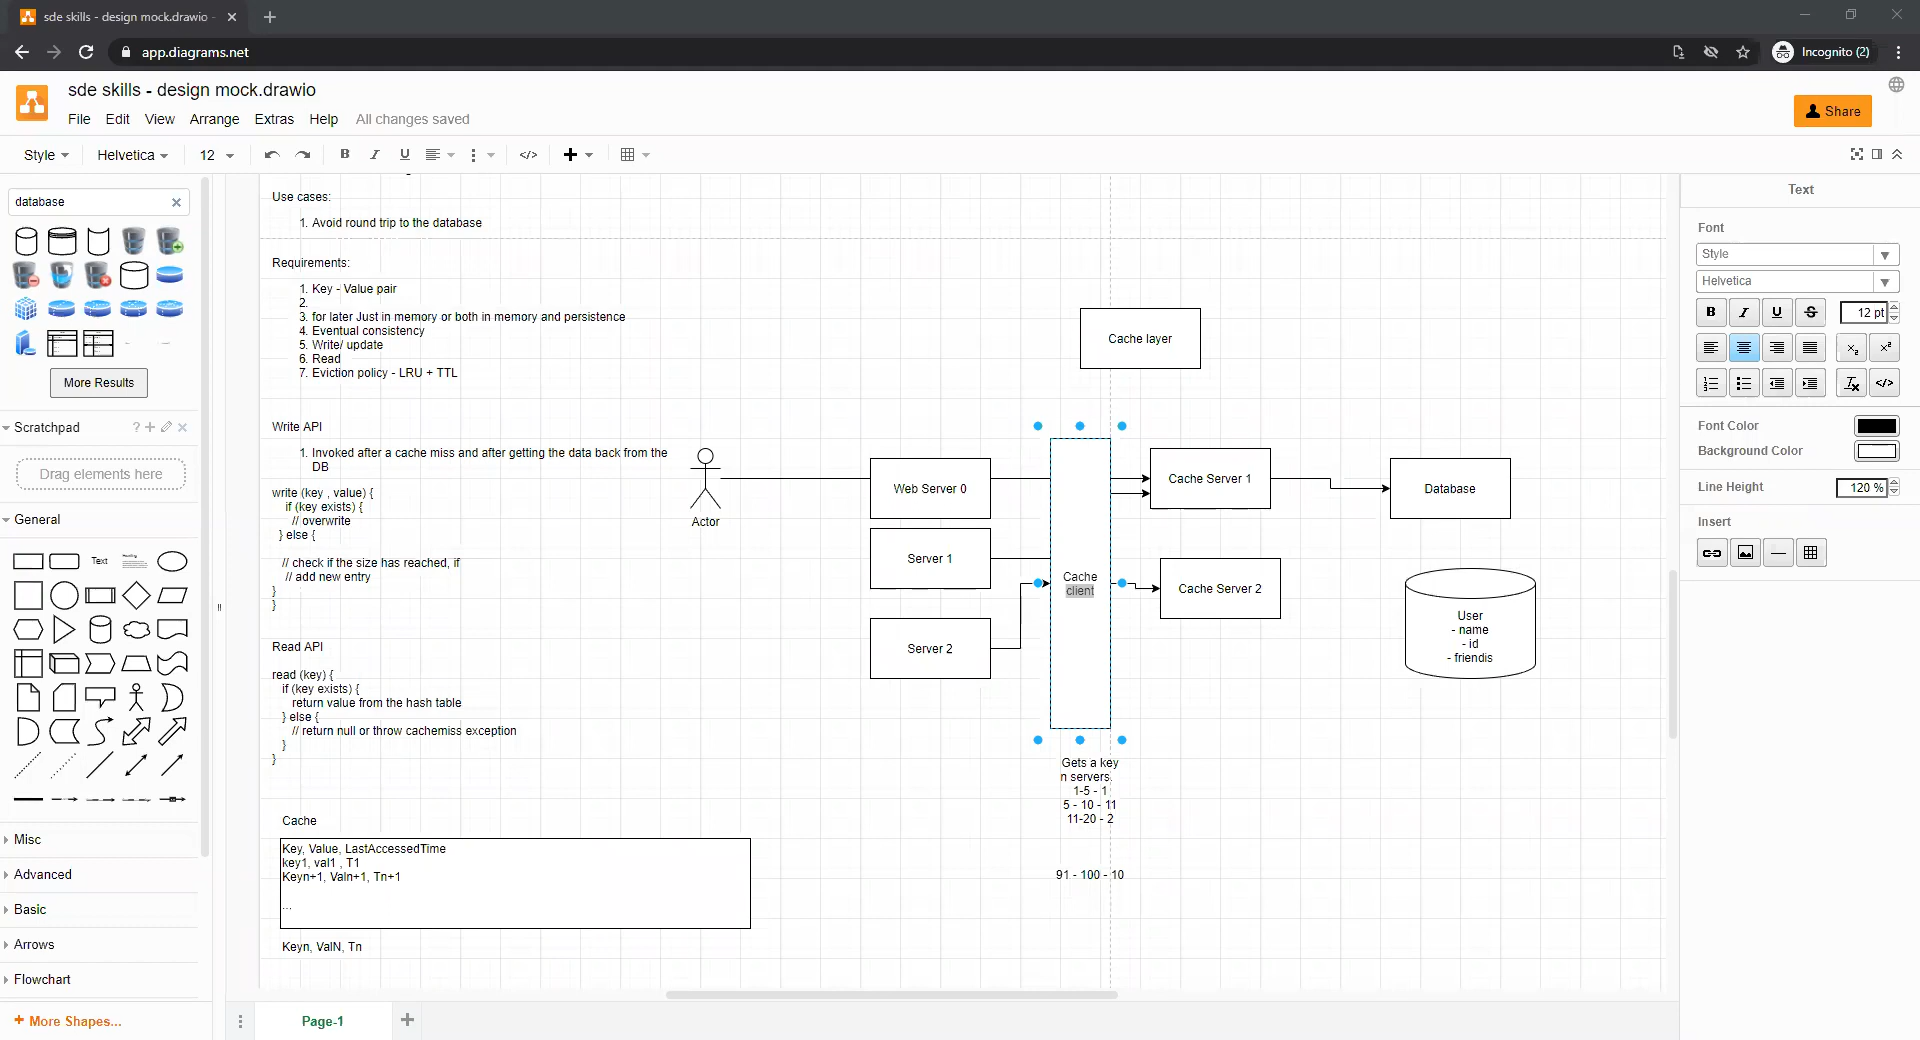 sde skills - design mock.drawio -
app.diagrams.net
Incognito (2)
sde skills - design mock.drawio
File Edit View Arrange Extras Help All changes saved
Share
Style Helvetica 12 B I U </>
database
More Results
Scratchpad
?
Drag elements here
General
Text
Heading
Misc
Advanced
Basic
Arrows
Flowchart
+ More Shapes...
Use cases:
1. Avoid round trip to the database
Requirements:
1. Key - Value pair
2.
3. for later Just in memory or both in memory and persistence
4. Eventual consistency
5. Write/ update
6. Read
7. Eviction policy - LRU + TTL
Write API
1. Invoked after a cache miss and after getting the data back from the
DB
write (key , value) {
if (key exists) {
// overwrite
} else {
// check if the size has reached, if
// add new entry
}
}
Read API
read (key) {
if (key exists) {
return value from the hash table
} else {
// return null or throw cachemiss exception
}
}
Cache
Key, Value, LastAccessedTime
key1, val1 , T1
Keyn+1, Valn+1, Tn+1
...
Keyn, ValN, Tn
Actor
Web Server 0
Server 1
Server 2
Cache layer
Cache
client
Cache Server 1
Cache Server 2
Database
User
- name
- id
- friendis
Gets a key
n servers.
1-5 - 1
5 - 10 - 11
11-20 - 2
91 - 100 - 10
Page-1
Text
Font
Style
Helvetica
B I U S 12 pt
Font Color
Background Color
Line Height 120 %
Insert